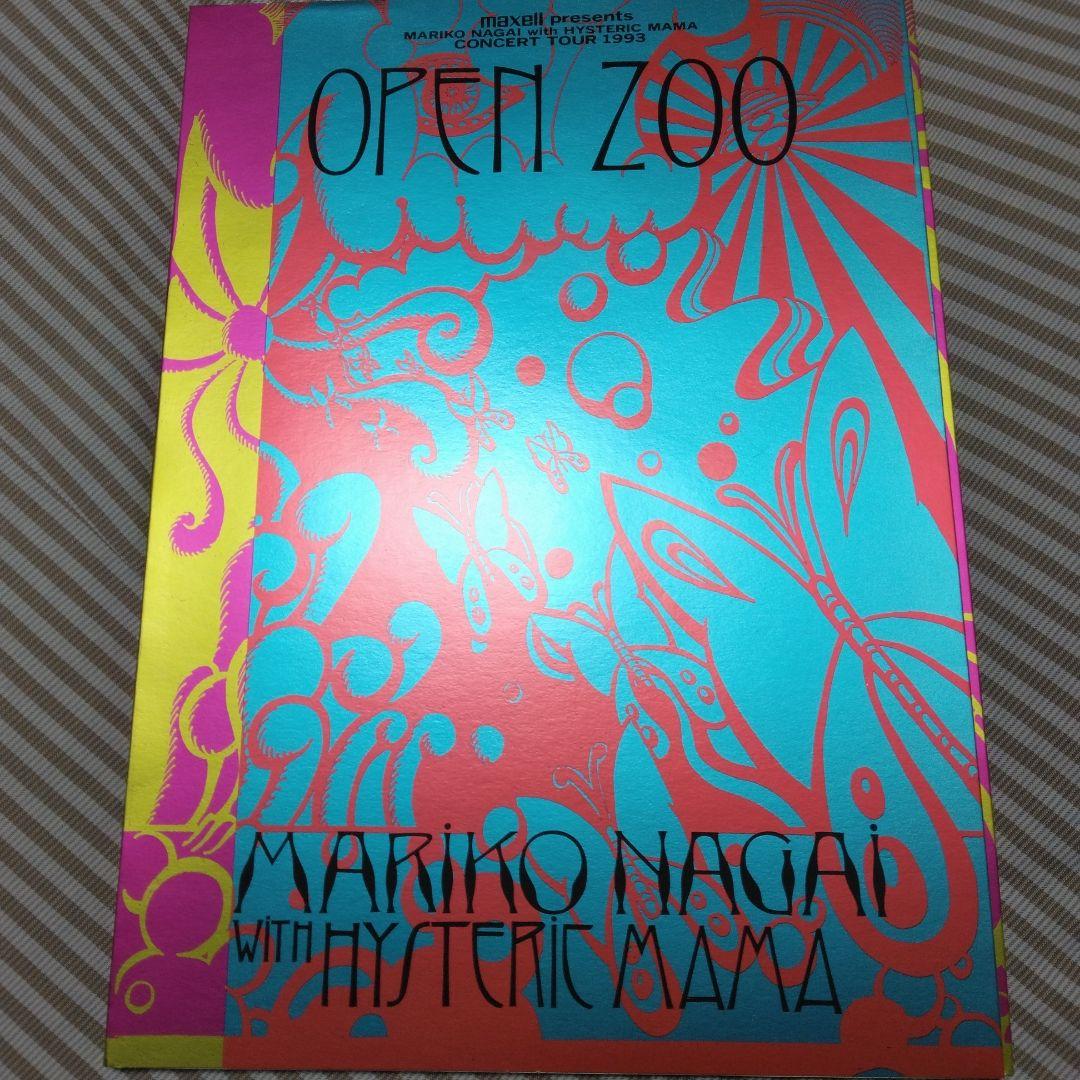 maxell presents
MARIKO NAGAI with HYSTERIC MAMA
CONCERT TOUR 1993
OPEN ZOO
MARiKO NAGAi
WiTH HYSTERiC MAMA